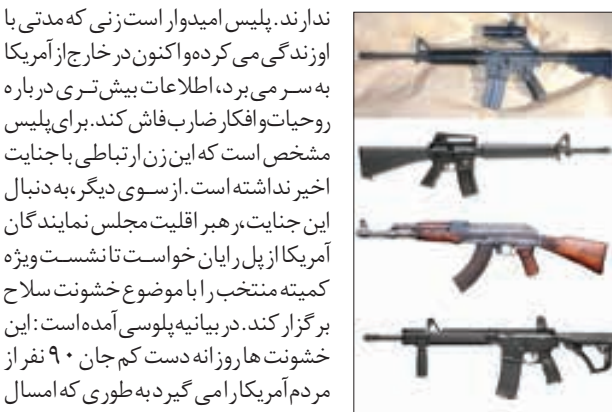 ندارند. پلیس امیدوار است زنی که مدتی با
او زندگی می کرده و اکنون در خارج از آمریکا
به سر می برد، اطلاعات بیش تری درباره
روحیات و افکار ضارب فاش کند. برای پلیس
مشخص است که این زن ارتباطی با جنایت
اخیر نداشته است. از سوی دیگر، به دنبال
این جنایت، رهبر اقلیت مجلس نمایندگان
آمریکا از پل رایان خواست تا نشست ویژه
کمیته منتخب را با موضوع خشونت سلاح
برگزار کند. در بیانیه پلوسی آمده است: این
خشونت ها روزانه دست کم جان ۹۰ نفر از
مردم آمریکا را می گیرد به طوری که امسال